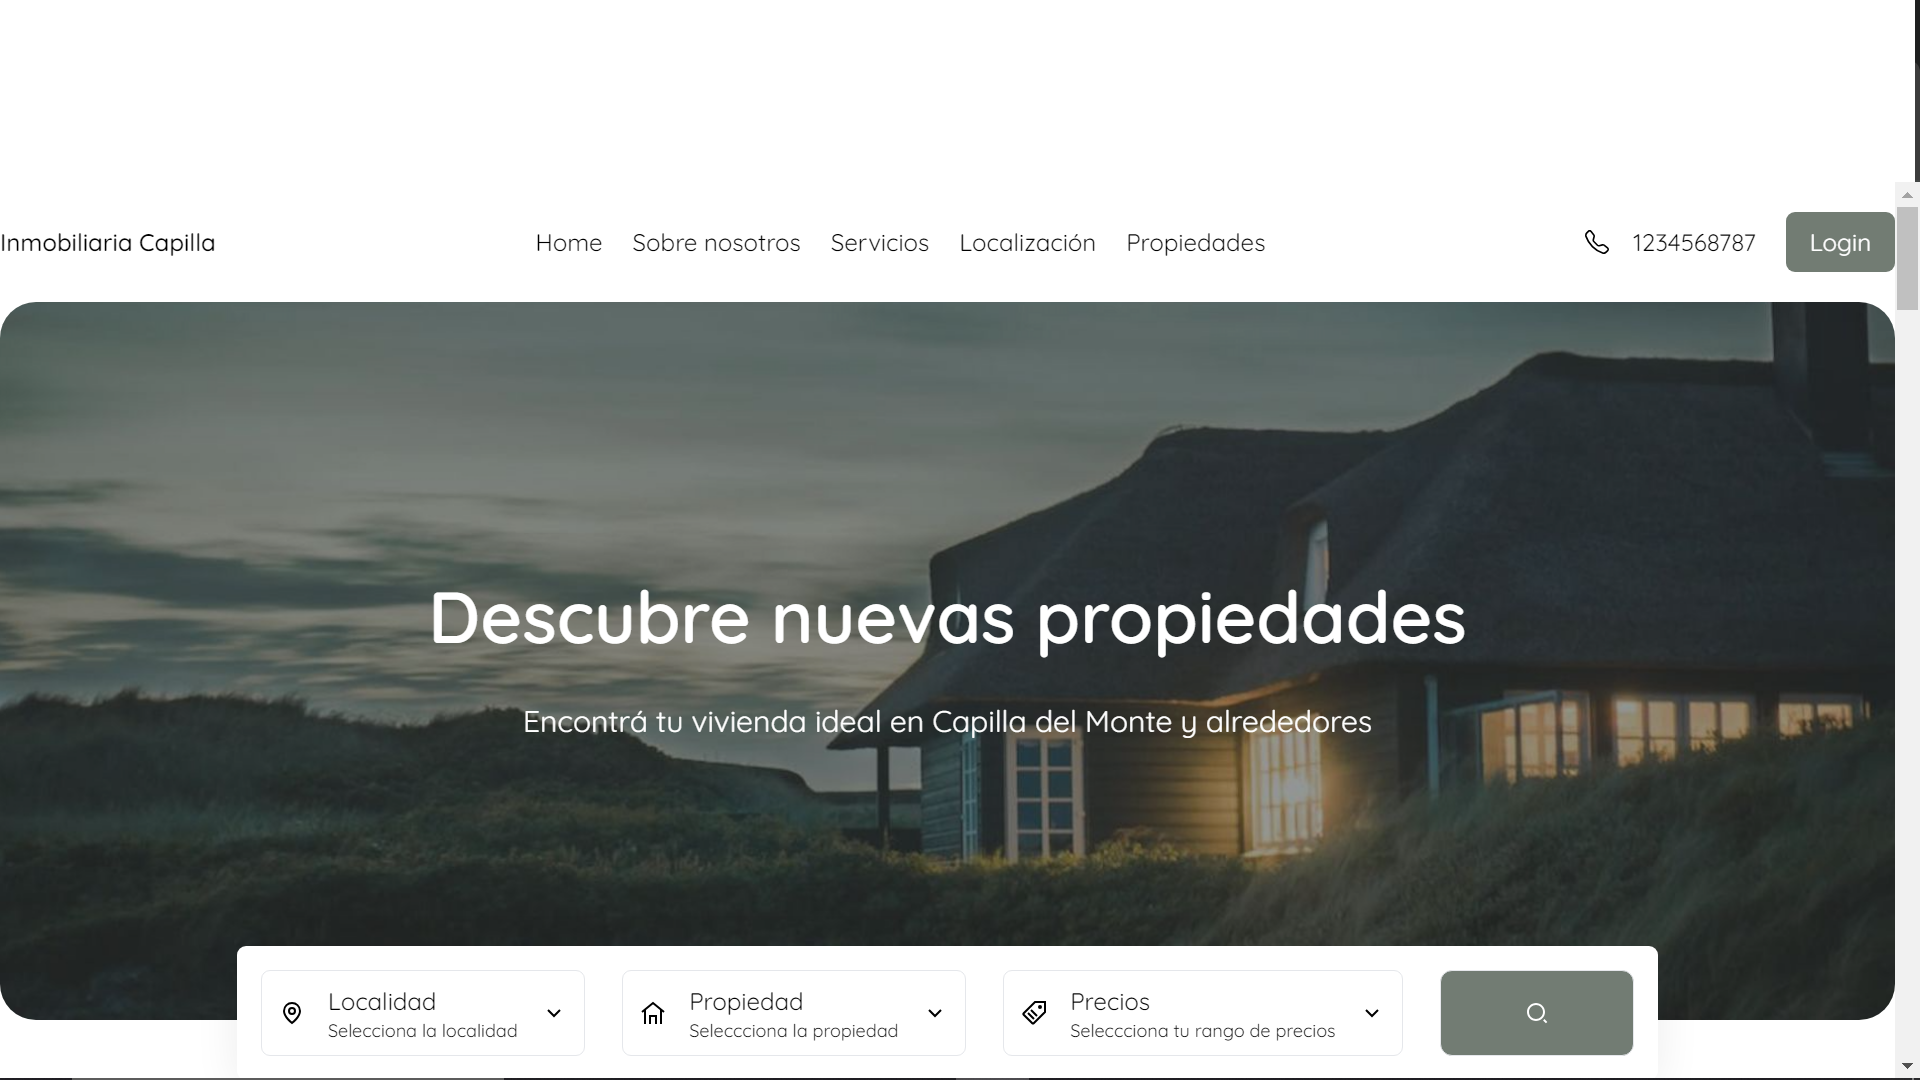 Inmobiliaria Capilla
Home Sobre nosotros Servicios Localización Propiedades
1234568787
Login
Descubre nuevas propiedades
Encontrá tu vivienda ideal en Capilla del Monte y alrededores
Localidad
Selecciona la localidad
Propiedad
Seleccciona la propiedad
Precios
Selecccciona tu rango de precios